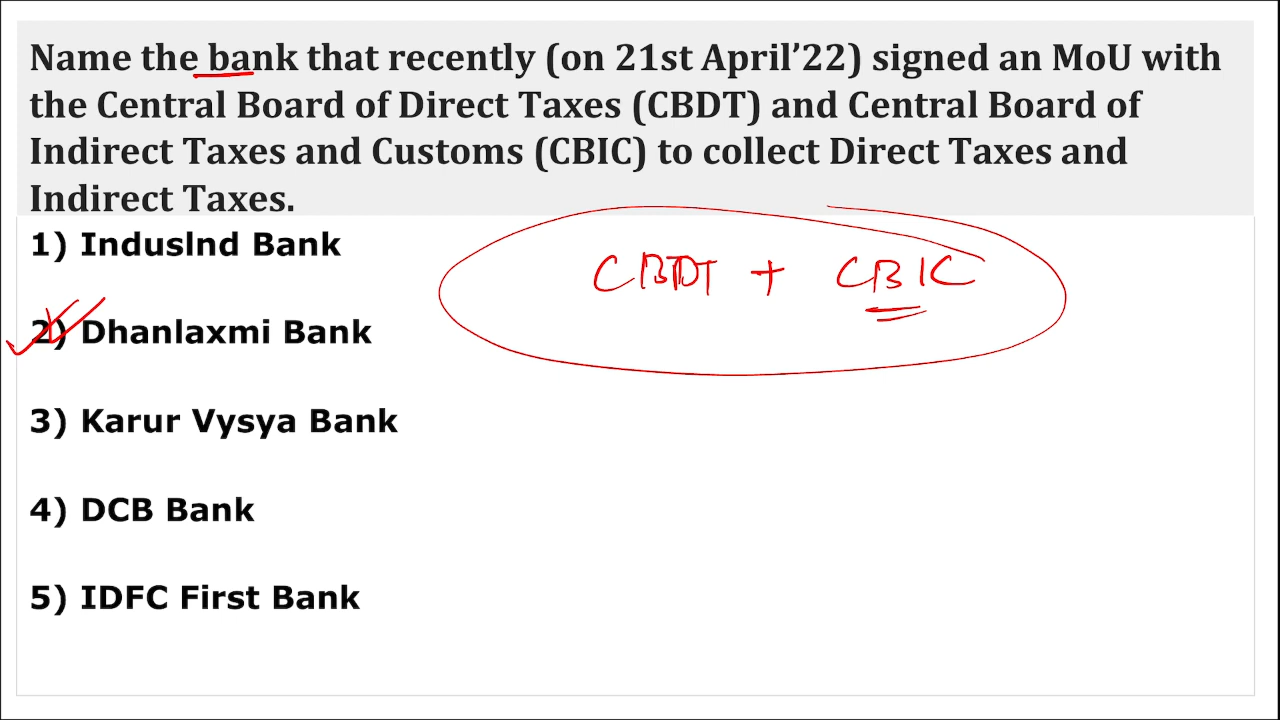 Name the bank that recently (on 21st April’22) signed an MoU with
the Central Board of Direct Taxes (CBDT) and Central Board of
Indirect Taxes and Customs (CBIC) to collect Direct Taxes and
Indirect Taxes.
1) Induslnd Bank
CBDT + CBIC
2) Dhanlaxmi Bank
3) Karur Vysya Bank
4) DCB Bank
5) IDFC First Bank